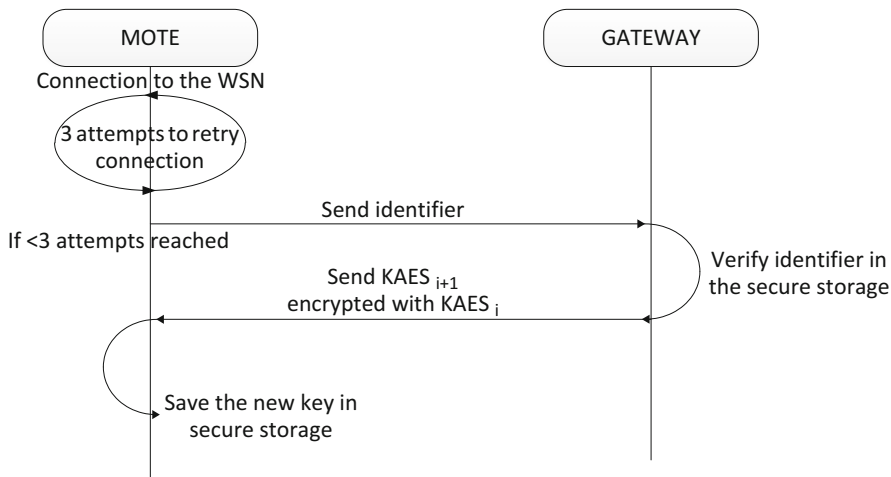 MOTE
GATEWAY
Connection to the WSN
3 attempts to retry
connection
Send identifier
If <3 attempts reached
Verify identifier in
the secure storage
Send KAES i+1
encrypted with KAES i
Save the new key in
secure storage